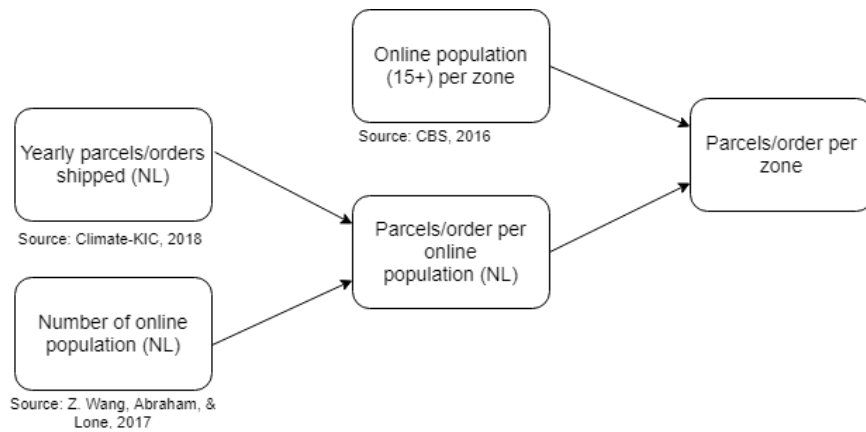 Online population
(15+) per zone
Source: CBS, 2016
Parcels/order per
zone
Yearly parcels/orders
shipped (NL)
Source: Climate-KIC, 2018
Parcels/order per
online
population (NL)
Number of online
population (NL)
Source: Z. Wang, Abraham, &
Lone, 2017